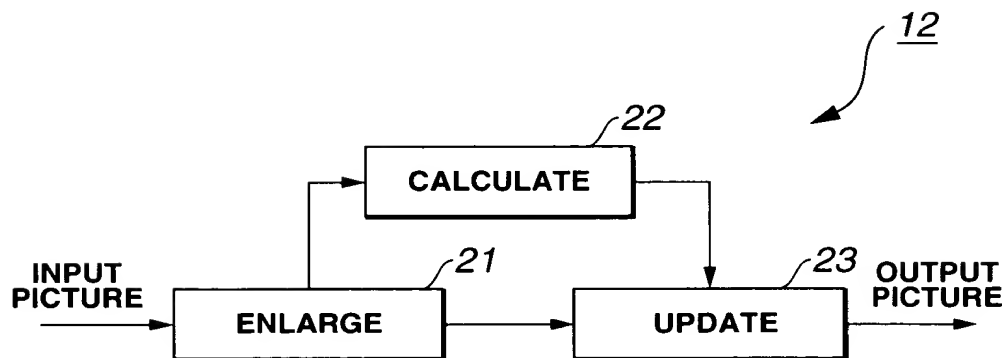 12
22
CALCULATE
INPUT
PICTURE
21
ENLARGE
23
UPDATE
OUTPUT
PICTURE